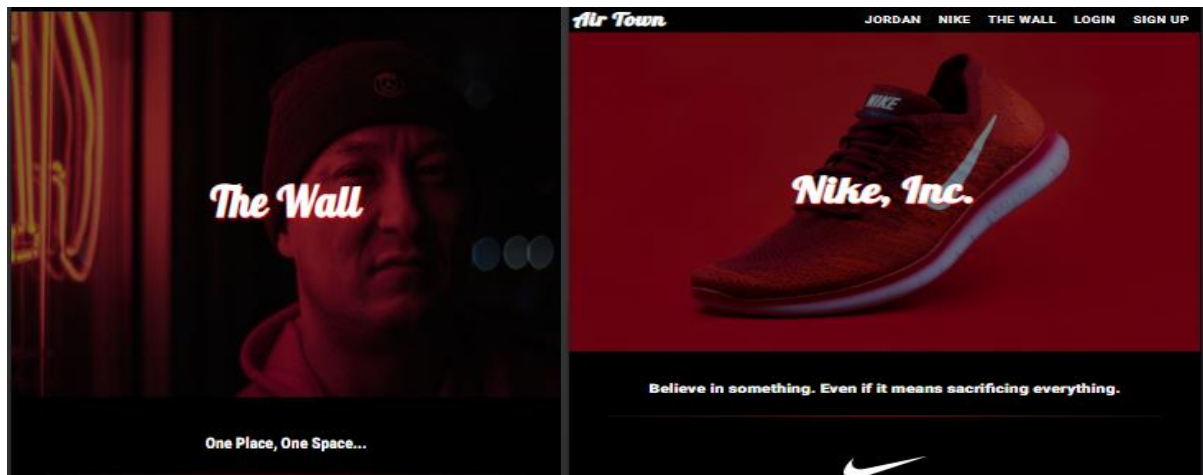 The Wall
One Place, One Space...
Air Town
JORDAN NIKE THE WALL LOGIN SIGN UP
NIKE
Nike, Inc.
Believe in something. Even if it means sacrificing everything.